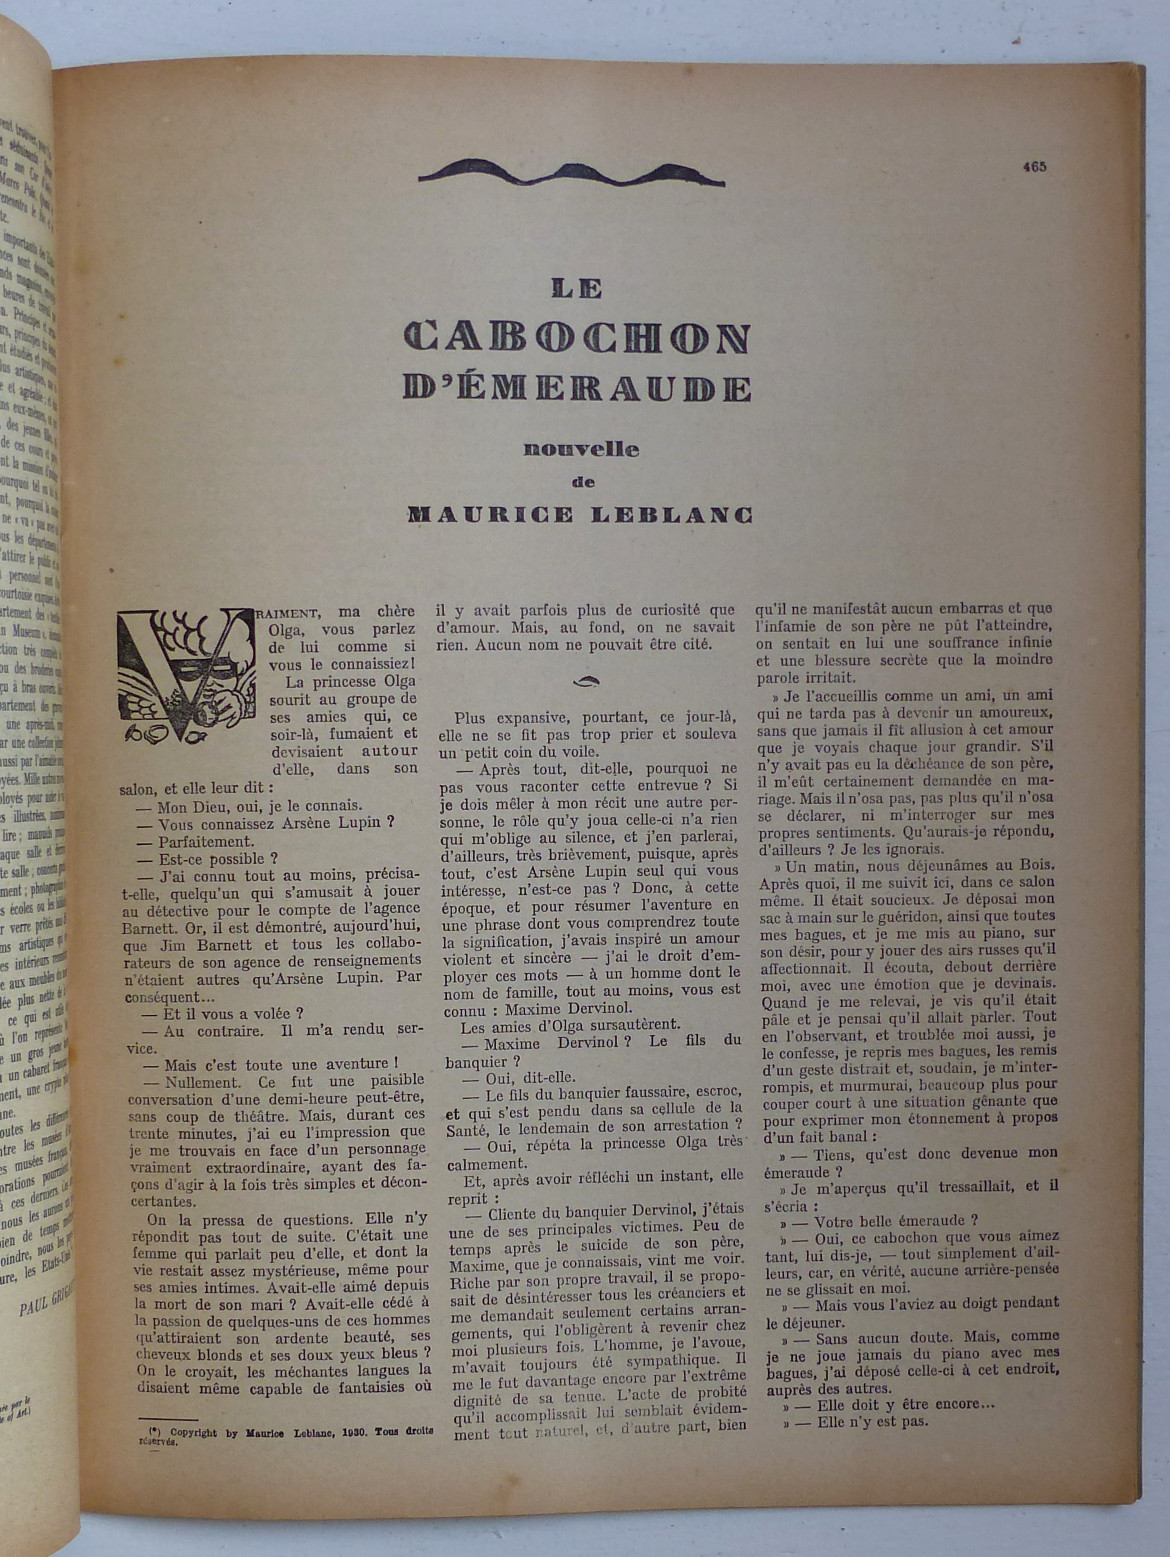 465
LE
CABOCHON
D'ÉMERAUDE
nouvelle
de
MAURICE LEBLANC
VRAIMENT, ma chère
Olga, vous parlez
de lui comme si
vous le connaissiez!
La princesse Olga
sourit au groupe de
ses amies qui, ce
soir-là, fumaient et
devisaient autour
d'elle, dans son
salon, et elle leur dit :
— Mon Dieu, oui, je le connais.
— Vous connaissez Arsène Lupin ?
— Parfaitement.
— Est-ce possible ?
— J'ai connu tout au moins, précisa-
t-elle, quelqu'un qui s'amusait à jouer
au détective pour le compte de l'agence
Barnett. Or, il est démontré, aujourd'hui,
que Jim Barnett et tous les collabo-
rateurs de son agence de renseignements
n'étaient autres qu'Arsène Lupin. Par
conséquent...
— Et il vous a volée ?
— Au contraire. Il m'a rendu ser-
vice.
— Mais c'est toute une aventure !
— Nullement. Ce fut une paisible
conversation d'une demi-heure peut-être,
sans coup de théâtre. Mais, durant ces
trente minutes, j'ai eu l'impression que
je me trouvais en face d'un personnage
vraiment extraordinaire, ayant des fa-
çons d'agir à la fois très simples et décon-
certantes.
On la pressa de questions. Elle n'y
répondit pas tout de suite. C'était une
femme qui parlait peu d'elle, et dont la
vie restait assez mystérieuse, même pour
ses amies intimes. Avait-elle aimé depuis
la mort de son mari ? Avait-elle cédé à
la passion de quelques-uns de ces hommes
qu'attiraient son ardente beauté, ses
cheveux blonds et ses doux yeux bleus ?
On le croyait, les méchantes langues la
disaient même capable de fantaisies où
(*) Copyright by Maurice Leblanc, 1930. Tous droits
réservés.
il y avait parfois plus de curiosité que
d'amour. Mais, au fond, on ne savait
rien. Aucun nom ne pouvait être cité.
Plus expansive, pourtant, ce jour-là,
elle ne se fit pas trop prier et souleva
un petit coin du voile.
— Après tout, dit-elle, pourquoi ne
pas vous raconter cette entrevue ? Si
je dois mêler à mon récit une autre per-
sonne, le rôle qu'y joua celle-ci n'a rien
qui m'oblige au silence, et j'en parlerai,
d'ailleurs, très brièvement, puisque, après
tout, c'est Arsène Lupin seul qui vous
intéresse, n'est-ce pas ? Donc, à cette
époque, et pour résumer l'aventure en
une phrase dont vous comprendrez toute
la signification, j'avais inspiré un amour
violent et sincère — j'ai le droit d'em-
ployer ces mots — à un homme dont le
nom de famille, tout au moins, vous est
connu : Maxime Dervinol.
Les amies d'Olga sursautèrent.
— Maxime Dervinol ? Le fils du
banquier ?
— Oui, dit-elle.
— Le fils du banquier faussaire, escroc,
et qui s'est pendu dans sa cellule de la
Santé, le lendemain de son arrestation ?
— Oui, répéta la princesse Olga très
calmement.
Et, après avoir réfléchi un instant, elle
reprit :
— Cliente du banquier Dervinol, j'étais
une de ses principales victimes. Peu de
temps après le suicide de son père,
Maxime, que je connaissais, vint me voir.
Riche par son propre travail, il se propo-
sait de désintéresser tous les créanciers et
me demandait seulement certains arran-
gements, qui l'obligèrent à revenir chez
moi plusieurs fois. L'homme, je l'avoue,
m'avait toujours été sympathique. Il
me le fut davantage encore par l'extrême
dignité de sa tenue. L'acte de probité
qu'il accomplissait lui semblait évidem-
ment tout naturel, et, d'autre part, bien
qu'il ne manifestât aucun embarras et que
l'infamie de son père ne pût l'atteindre,
on sentait en lui une souffrance infinie
et une blessure secrète que la moindre
parole irritait.
» Je l'accueillis comme un ami, un ami
qui ne tarda pas à devenir un amoureux,
sans que jamais il fît allusion à cet amour
que je voyais chaque jour grandir. S'il
n'y avait pas eu la déchéance de son père,
il m'eût certainement demandée en ma-
riage. Mais il n'osa pas, pas plus qu'il n'osa
se déclarer, ni m'interroger sur mes
propres sentiments. Qu'aurais-je répondu,
d'ailleurs ? Je les ignorais.
» Un matin, nous déjeunâmes au Bois.
Après quoi, il me suivit ici, dans ce salon
même. Il était soucieux. Je déposai mon
sac à main sur le guéridon, ainsi que toutes
mes bagues, et je me mis au piano, sur
son désir, pour y jouer des airs russes qu'il
affectionnait. Il écouta, debout derrière
moi, avec une émotion que je devinais.
Quand je me relevai, je vis qu'il était
pâle et je pensai qu'il allait parler. Tout
en l'observant, et troublée moi aussi, je
le confesse, je repris mes bagues, les remis
d'un geste distrait et, soudain, je m'inter-
rompis, et murmurai, beaucoup plus pour
couper court à une situation gênante que
pour exprimer mon étonnement à propos
d'un fait banal :
» — Tiens, qu'est donc devenue mon
émeraude ?
» Je m'aperçus qu'il tressaillait, et il
s'écria :
» — Votre belle émeraude ?
» — Oui, ce cabochon que vous aimez
tant, lui dis-je, — tout simplement d'ail-
leurs, car, en vérité, aucune arrière-pensée
ne se glissait en moi.
» — Mais vous l'aviez au doigt pendant
le déjeuner.
» — Sans aucun doute. Mais, comme
je ne joue jamais du piano avec mes
bagues, j'ai déposé celle-ci à cet endroit,
auprès des autres.
» — Elle doit y être encore...
» — Elle n'y est pas.